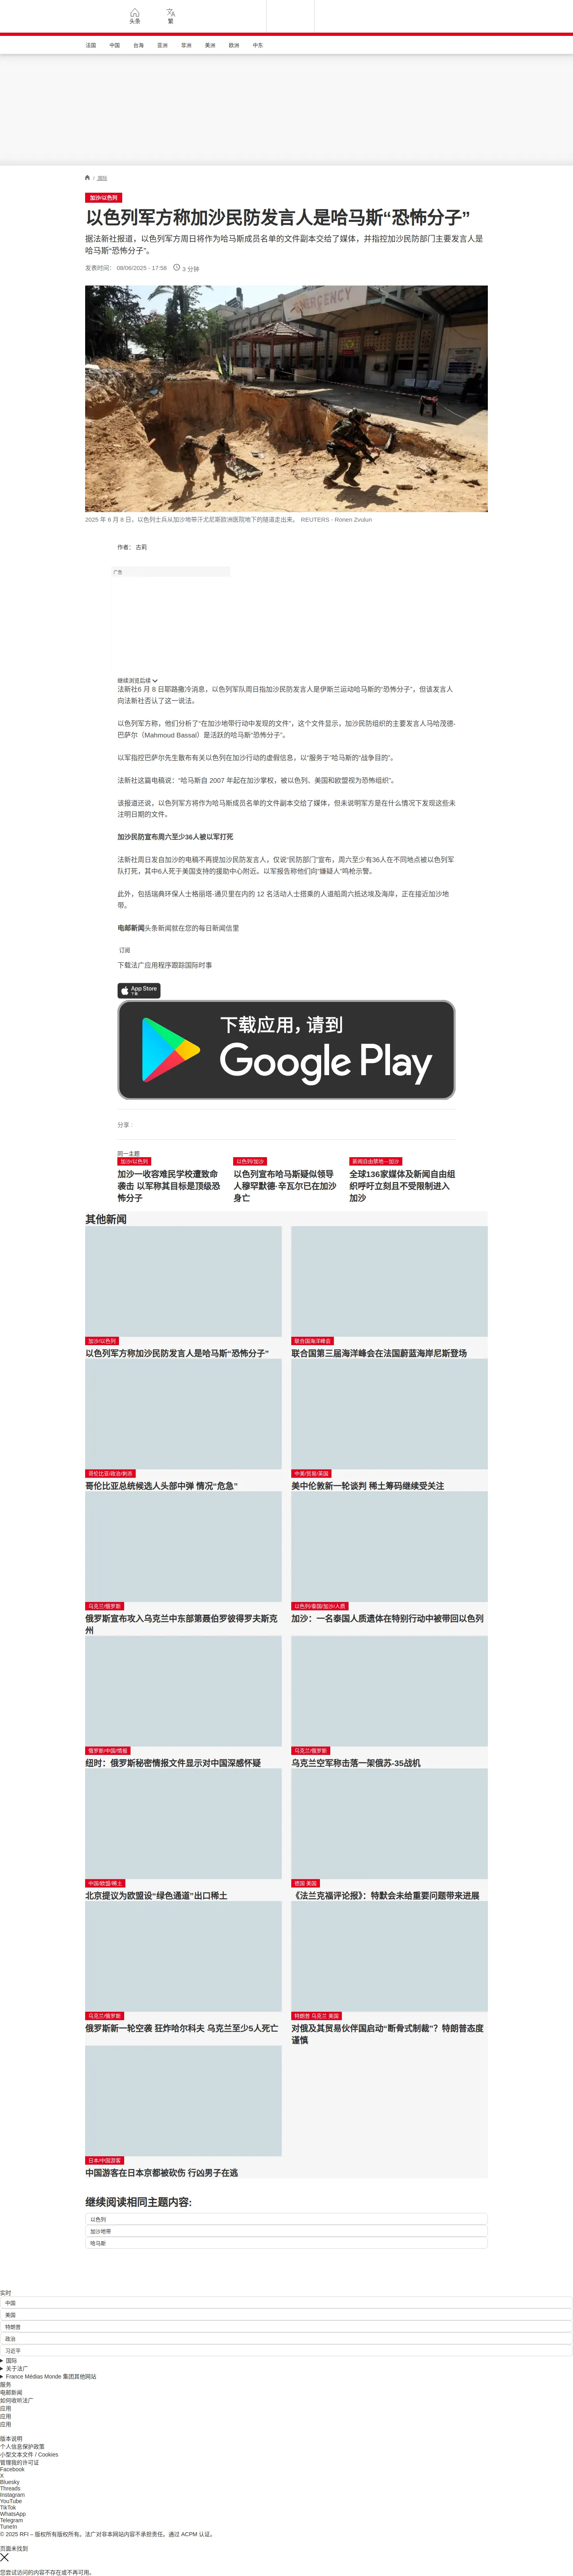 头条
繁
法国
中国
台海
亚洲
非洲
美洲
欧洲
中东
/ 国际
加沙/以色列
以色列军方称加沙民防发言人是哈马斯“恐怖分子”
据法新社报道，以色列军方周日将作为哈马斯成员名单的文件副本交给了媒体，并指控加沙民防部门主要发言人是
哈马斯“恐怖分子”。
发表时间： 08/06/2025 - 17:58
3 分钟
EMERGENCY
2025 年 6 月 8 日，以色列士兵从加沙地带汗尤尼斯欧洲医院地下的隧道走出来。 REUTERS - Ronen Zvulun
作者： 古莉
广告
继续浏览后续
法新社6 月 8 日耶路撒冷消息，以色列军队周日指加沙民防发言人是伊斯兰运动哈马斯的“恐怖分子”，但该发言人
向法新社否认了这一说法。
以色列军方称，他们分析了“在加沙地带行动中发现的文件”，这个文件显示，加沙民防组织的主要发言人马哈茂德-
巴萨尔（Mahmoud Bassal）是活跃的哈马斯“恐怖分子”。
以军指控巴萨尔先生散布有关以色列在加沙行动的虚假信息，以“服务于”哈马斯的“战争目的”。
法新社这篇电稿说：“哈马斯自 2007 年起在加沙掌权，被以色列、美国和欧盟视为恐怖组织”。
该报道还说，以色列军方将作为哈马斯成员名单的文件副本交给了媒体，但未说明军方是在什么情况下发现这些未
注明日期的文件。
加沙民防宣布周六至少36人被以军打死
法新社周日发自加沙的电稿不再提加沙民防发言人，仅说“民防部门”宣布，周六至少有36人在不同地点被以色列军
队打死，其中6人死于美国支持的援助中心附近。以军报告称他们向“嫌疑人”鸣枪示警。
此外，包括瑞典环保人士格丽塔-通贝里在内的 12 名活动人士搭乘的人道船周六抵达埃及海岸，正在接近加沙地
带。
电邮新闻头条新闻就在您的每日新闻信里
订阅
下载法广应用程序跟踪国际时事
App Store
下载
下载应用，请到
Google Play
分享 :
同一主题
加沙/以色列
加沙一收容难民学校遭致命
袭击 以军称其目标是顶级恐
怖分子
以色列/加沙
以色列宣布哈马斯疑似领导
人穆罕默德·辛瓦尔已在加沙
身亡
新闻自由禁地—加沙
全球136家媒体及新闻自由组
织呼吁立刻且不受限制进入
加沙
其他新闻
加沙/以色列
以色列军方称加沙民防发言人是哈马斯“恐怖分子”
联合国海洋峰会
联合国第三届海洋峰会在法国蔚蓝海岸尼斯登场
哥伦比亚/政治/刺杀
哥伦比亚总统候选人头部中弹 情况“危急”
中美/贸易/英国
美中伦敦新一轮谈判 稀土筹码继续受关注
乌克兰/俄罗斯
俄罗斯宣布攻入乌克兰中东部第聂伯罗彼得罗夫斯克
州
以色列/泰国/加沙/人质
加沙：一名泰国人质遗体在特别行动中被带回以色列
俄罗斯/中国/情报
纽时：俄罗斯秘密情报文件显示对中国深感怀疑
乌克兰/俄罗斯
乌克兰空军称击落一架俄苏-35战机
中国/欧盟/稀土
北京提议为欧盟设“绿色通道”出口稀土
德国 美国
《法兰克福评论报》：特默会未给重要问题带来进展
乌克兰/俄罗斯
俄罗斯新一轮空袭 狂炸哈尔科夫 乌克兰至少5人死亡
特朗普 乌克兰 美国
对俄及其贸易伙伴国启动“断骨式制裁”？特朗普态度
谨慎
日本/中国游客
中国游客在日本京都被砍伤 行凶男子在逃
继续阅读相同主题内容:
以色列
加沙地带
哈马斯
实时
中国
美国
特朗普
政治
习近平
国际
关于法广
France Médias Monde 集团其他网站
服务
电邮新闻
如何收听法广
应用
应用
应用
版本说明
个人信息保护政策
小型文本文件 / Cookies
管理我的许可证
Facebook
X
Bluesky
Threads
Instagram
YouTube
TikTok
WhatsApp
Telegram
TuneIn
© 2025 RFI – 版权所有版权所有。法广对非本网站内容不承担责任。通过 ACPM 认证。
页面未找到
您尝试访问的内容不存在或不再可用。